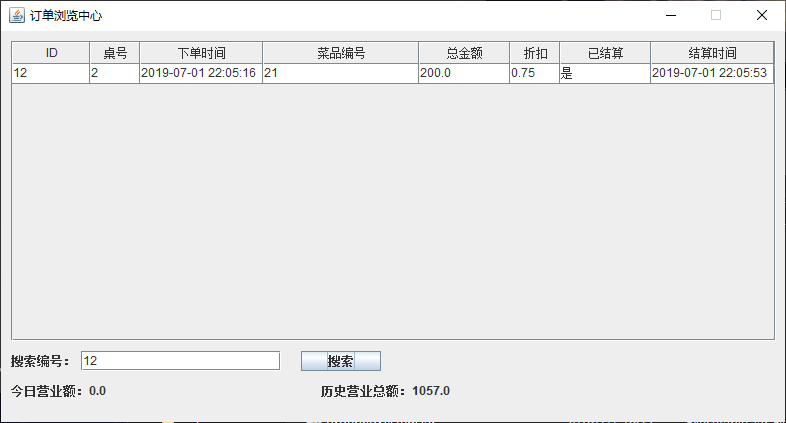 订单浏览中心
ID 桌号 下单时间 菜品编号 总金额 折扣 已结算 结算时间
12 2 2019-07-01 22:05:16 21 200.0 0.75 是 2019-07-01 22:05:53
搜索编号： 12 搜索
今日营业额：0.0 历史营业总额：1057.0